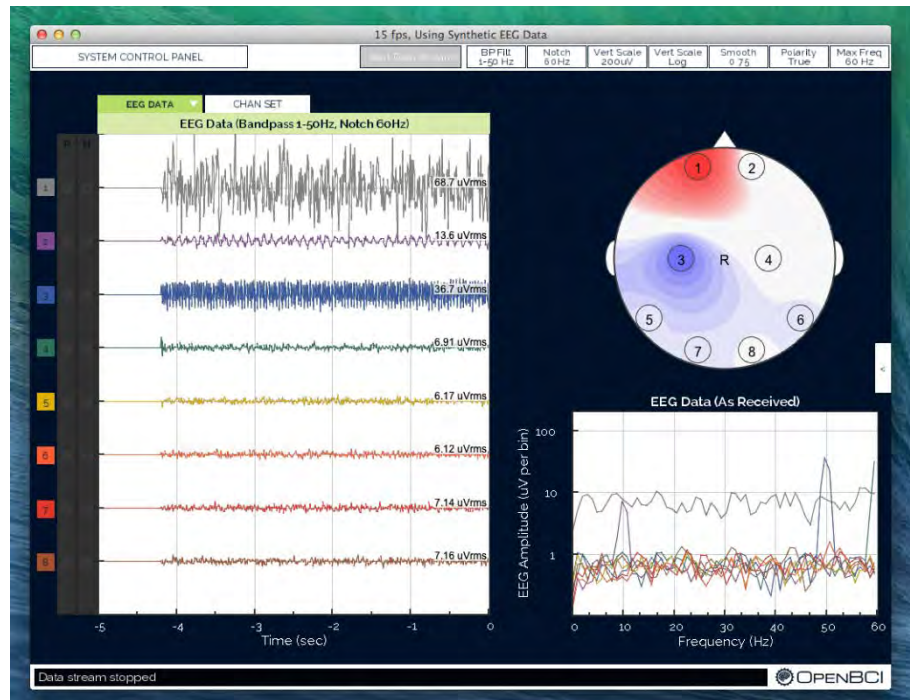 15 fps, Using Synthetic EEG Data
SYSTEM CONTROL PANEL
BP Filt
1-50 Hz
Notch
60Hz
Vert Scale
200uV
Vert Scale
Log
Smooth
0.75
Polarity
True
Max Freq
60 Hz
EEG DATA
CHAN SET
EEG Data (Bandpass 1-50Hz, Notch 60Hz)
1
68.7 uVrms
2
13.6 uVrms
3
36.7 uVrms
4
6.91 uVrms
5
6.17 uVrms
6
6.12 uVrms
7
7.14 uVrms
8
7.16 uVrms
-5 -4 -3 -2 -1 0
Time (sec)
1 2
3 R 4
5 6
7 8
<
EEG Data (As Received)
EEG Amplitude (uV per bin)
100
10
1
0 10 20 30 40 50 60
Frequency (Hz)
Data stream stopped
OPENBCI